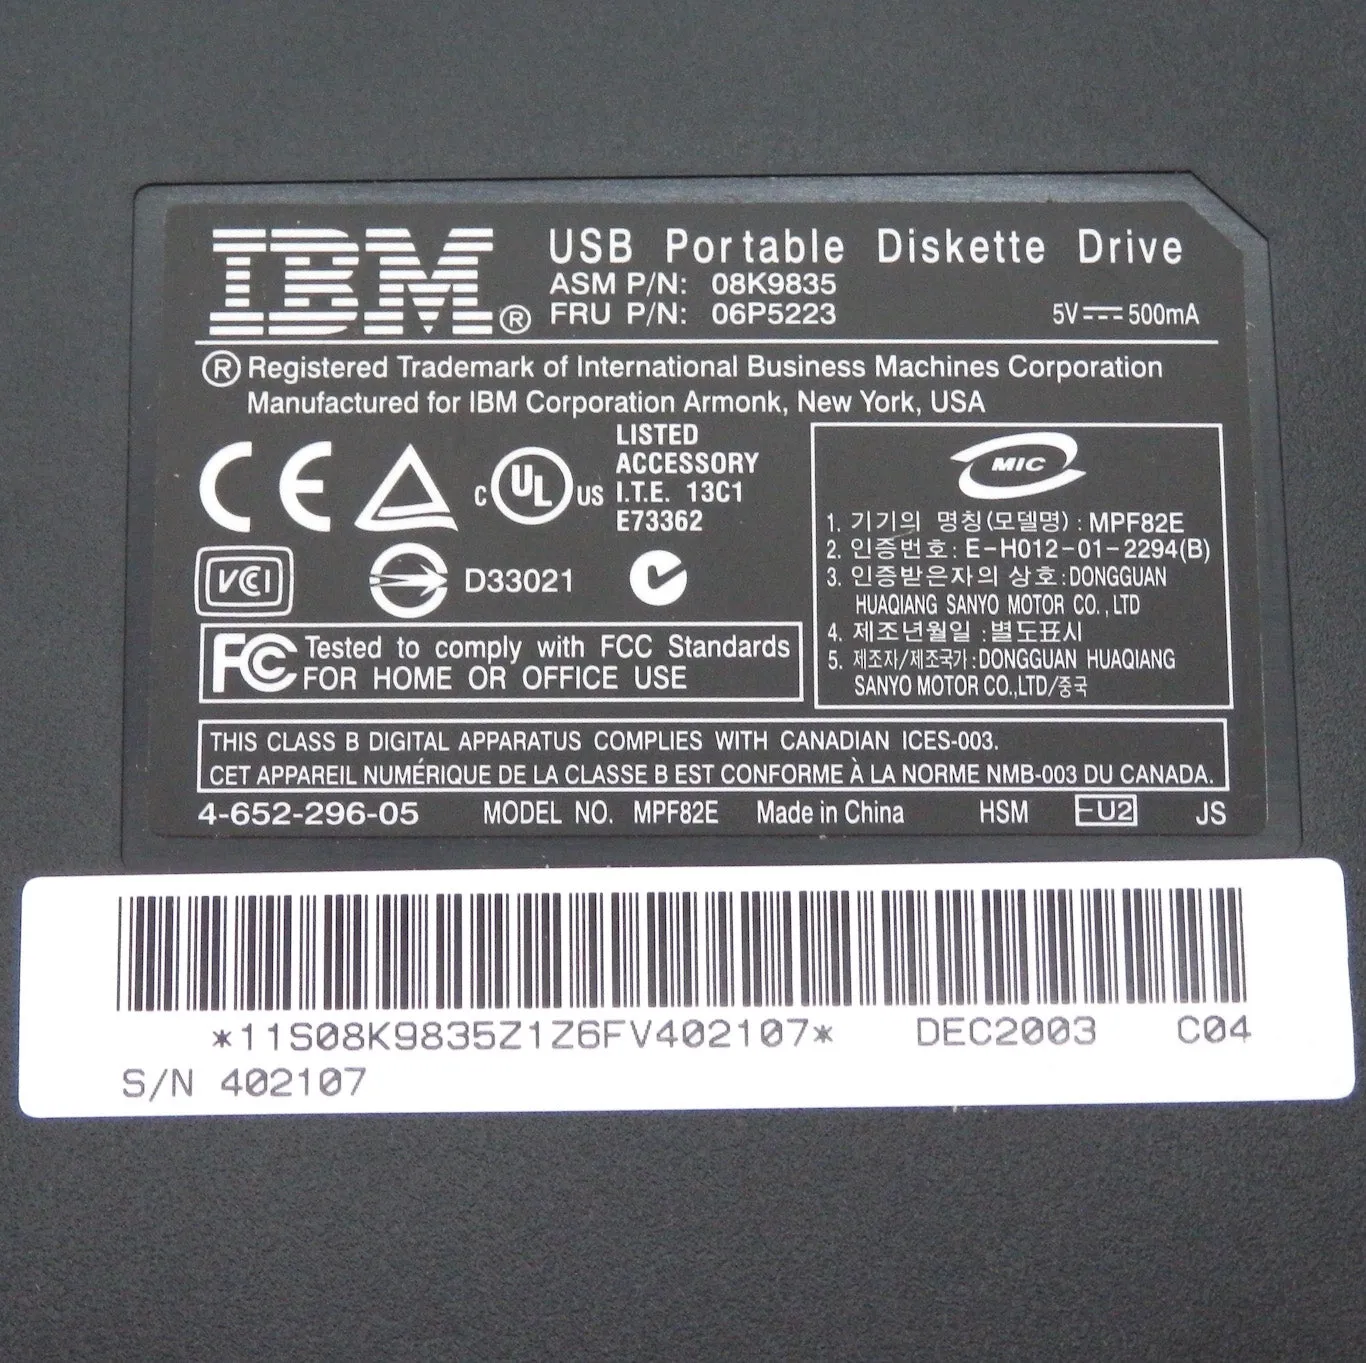 IBM® USB Portable Diskette Drive
ASM P/N: 08K9835
FRU P/N: 06P5223 5V 500mA
® Registered Trademark of International Business Machines Corporation
Manufactured for IBM Corporation Armonk, New York, USA
CE C UL US LISTED
ACCESSORY
I.T.E. 13C1
E73362
VCCI D33021
FC Tested to comply with FCC Standards
FOR HOME OR OFFICE USE
MIC
1. 기기의 명칭(모델명) : MPF82E
2. 인증번호 : E-H012-01-2294(B)
3. 인증받은자의 상호 : DONGGUAN
HUAQIANG SANYO MOTOR CO., LTD
4. 제조년월일 : 별도표시
5. 제조자/제조국가 : DONGGUAN HUAQIANG
SANYO MOTOR CO.,LTD/중국
THIS CLASS B DIGITAL APPARATUS COMPLIES WITH CANADIAN ICES-003.
CET APPAREIL NUMÉRIQUE DE LA CLASSE B EST CONFORME À LA NORME NMB-003 DU CANADA.
4-652-296-05 MODEL NO. MPF82E Made in China HSM -U2 JS
*11S08K9835Z1Z6FV402107* DEC2003 C04
S/N 402107